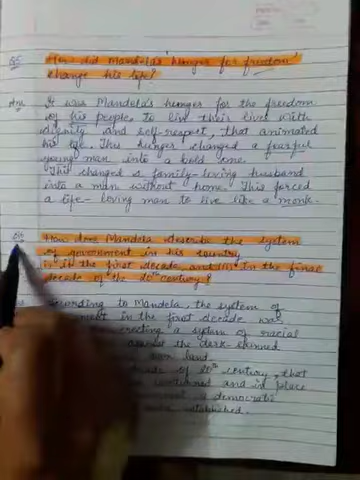 Q5 How did Mandela's 'hunger for freedom'
change his life?
Ans It was Mandela's hunger for the freedom
of his people to live their lives with
dignity and self-respect, that animated
his life. This hunger changed a fearful
young man into a bold one.
This changed a family-loving husband
into a man without home. This forced
a life-loving man to live like a monk.
How does Mandela describe the system
of government in his country
in the first decade and in the final
decade of the 20th century?
According to Mandela, the system of
in the first decade was
erecting a system of racial
against the dark-skinned
own land.
of 20th century, that
overturned and in place
a democratic
established.